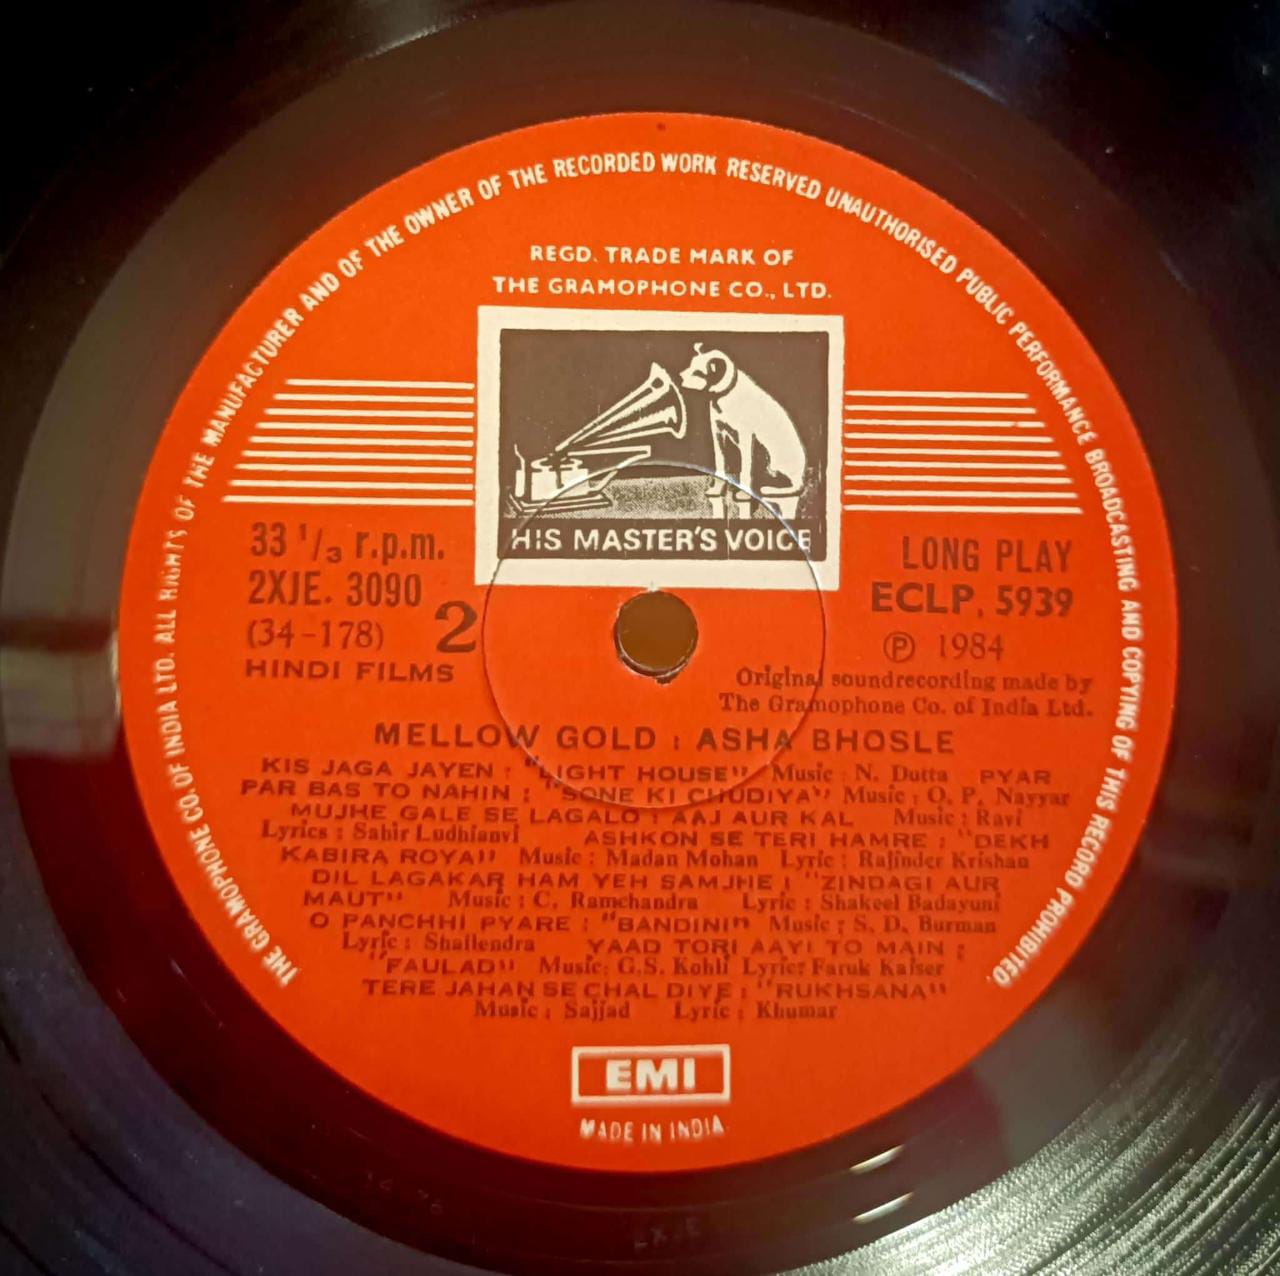 THE GRAMOPHONE CO. OF INDIA LTD. ALL RIGHTS OF THE MANUFACTURER AND OF THE OWNER OF THE RECORDED WORK RESERVED UNAUTHORISED PUBLIC PERFORMANCE BROADCASTING AND COPYING OF THIS RECORD PROHIBITED.
REGD. TRADE MARK OF
THE GRAMOPHONE CO., LTD.
HIS MASTER'S VOICE
33 1/3 r.p.m.
2XJE. 3090
(34-178)
2
HINDI FILMS
LONG PLAY
ECLP. 5939
Ⓟ 1984
Original soundrecording made by
The Gramophone Co. of India Ltd.
MELLOW GOLD : ASHA BHOSLE
KIS JAGA JAYEN : "LIGHT HOUSE" Music : N. Dutta PYAR
PAR BAS TO NAHIN : "SONE KI CHUDIYA" Music : O. P. Nayyar
MUJHE GALE SE LAGALO : AAJ AUR KAL Music : Ravi
Lyrics : Sahir Ludhianvi ASHKON SE TERI HAMRE : "DEKH
KABIRA ROYA" Music : Madan Mohan Lyric : Rajinder Krishan
DIL LAGAKAR HAM YEH SAMJHE : "ZINDAGI AUR
MAUT" Music : C. Ramchandra Lyric : Shakeel Badayuni
O PANCHHI PYARE : "BANDINI" Music : S. D. Burman
Lyric : Shailendra YAAD TORI AAYI TO MAIN :
"FAULAD" Music : G.S. Kohli Lyric : Faruk Kaiser
TERE JAHAN SE CHAL DIYE : "RUKHSANA"
Music : Sajjad Lyric : Khumar
EMI
MADE IN INDIA